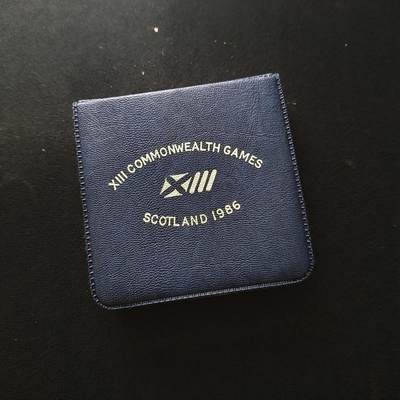 XIII COMMONWEALTH GAMES
XIII
SCOTLAND 1986